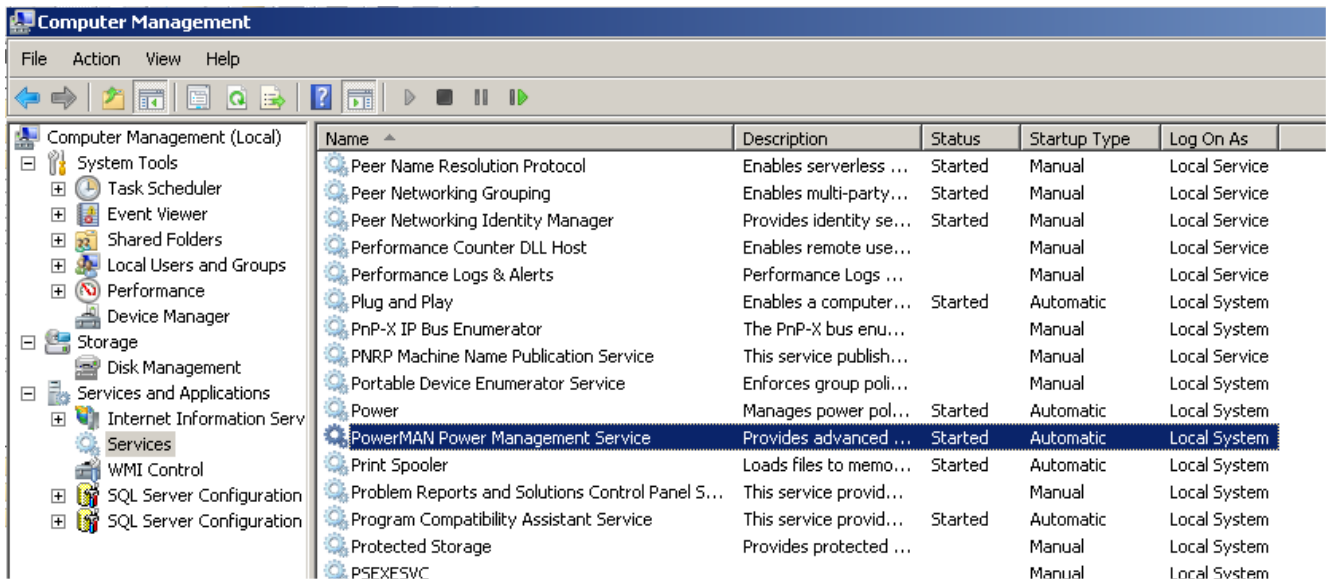 Computer Management
File Action View Help
Computer Management (Local)
System Tools
Task Scheduler
Event Viewer
Shared Folders
Local Users and Groups
Performance
Device Manager
Storage
Disk Management
Services and Applications
Internet Information Serv
Services
WMI Control
SQL Server Configuration
SQL Server Configuration
Name Description Status Startup Type Log On As
Peer Name Resolution Protocol Enables serverless ... Started Manual Local Service
Peer Networking Grouping Enables multi-party... Started Manual Local Service
Peer Networking Identity Manager Provides identity se... Started Manual Local Service
Performance Counter DLL Host Enables remote use... Manual Local Service
Performance Logs & Alerts Performance Logs ... Manual Local Service
Plug and Play Enables a computer... Started Automatic Local System
PnP-X IP Bus Enumerator The PnP-X bus enu... Manual Local System
PNRP Machine Name Publication Service This service publish... Manual Local Service
Portable Device Enumerator Service Enforces group poli... Manual Local System
Power Manages power pol... Started Automatic Local System
PowerMAN Power Management Service Provides advanced ... Started Automatic Local System
Print Spooler Loads files to memo... Started Automatic Local System
Problem Reports and Solutions Control Panel S... This service provid... Manual Local System
Program Compatibility Assistant Service This service provid... Started Automatic Local System
Protected Storage Provides protected ... Manual Local System
PSEXESVC Manual Local System